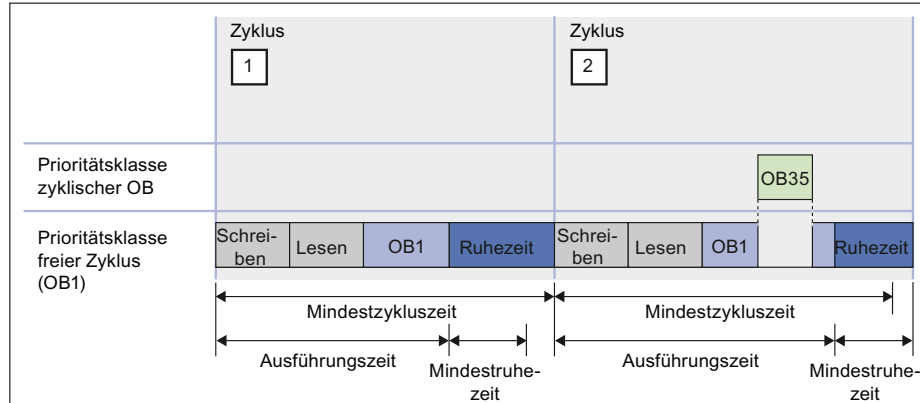 Zyklus
1
Zyklus
2
Prioritätsklasse
zyklischer OB
OB35
Prioritätsklasse
freier Zyklus
(OB1)
Schrei-
ben
Lesen
OB1
Ruhezeit
Schrei-
ben
Lesen
OB1
Ruhezeit
Mindestzykluszeit
Mindestzykluszeit
Ausführungszeit
Mindestruhe-
zeit
Ausführungszeit
Mindestruhe-
zeit